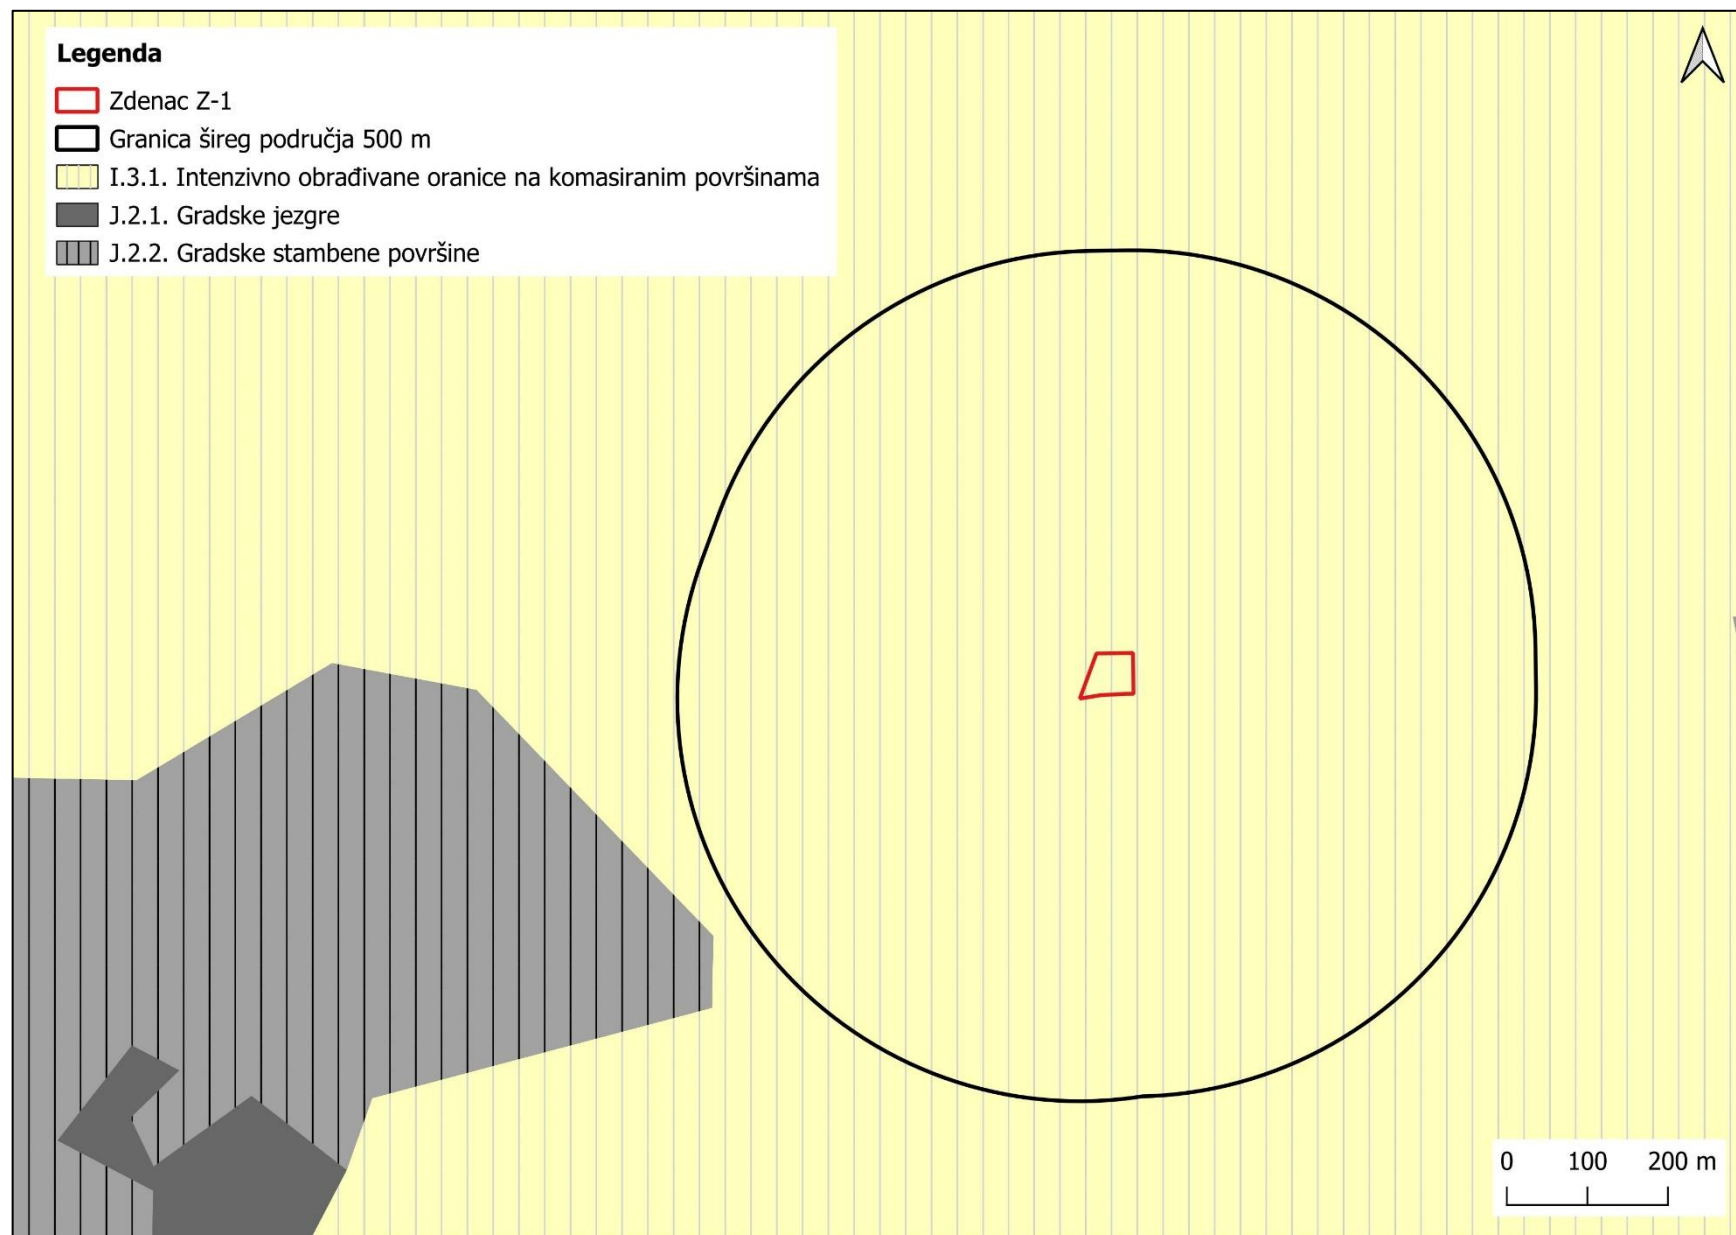 Legenda
Zdenac Z-1
Granica šireg područja 500 m
I.3.1. Intenzivno obrađivane oranice na komasiranim površinama
J.2.1. Gradske jezgre
J.2.2. Gradske stambene površine
0 100 200 m